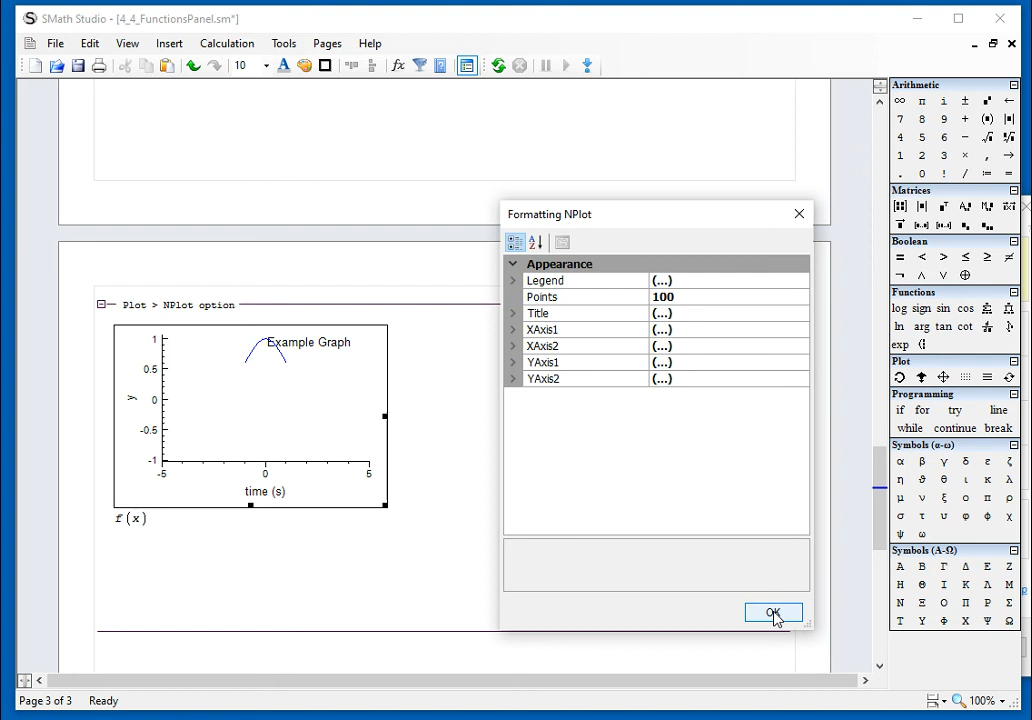 SMath Studio - [4_4_FunctionsPanel.sm*]
File Edit View Insert Calculation Tools Pages Help
10 A fx
Plot > NPlot option
Example Graph
y
1
0.5
0
-0.5
-1
-5 0 5
time (s)
f(x)
Formatting NPlot
Appearance
Legend (...)
Points 100
Title (...)
XAxis1 (...)
XAxis2 (...)
YAxis1 (...)
YAxis2 (...)
OK
Arithmetic
∞ π i ± ←
7 8 9 + (▪) |▪|
4 5 6 −
1 2 3 × , →
. 0 ! / := =
Matrices
Boolean
= < > ≤ ≥ ≠
¬ ∧ ∨ ⊕
Functions
log sign sin cos
ln arg tan cot
exp
Plot
Programming
if for try line
while continue break
Symbols (α-ω)
α β γ δ ε ζ
η ϑ θ ι κ λ
μ ν ξ ο π ρ
σ τ υ φ ϕ χ
ψ ω
Symbols (Α-Ω)
Α Β Γ Δ Ε Ζ
Η Θ Ι Κ Λ Μ
Ν Ξ Ο Π Ρ Σ
Τ Υ Φ Χ Ψ Ω
Page 3 of 3 Ready
100%